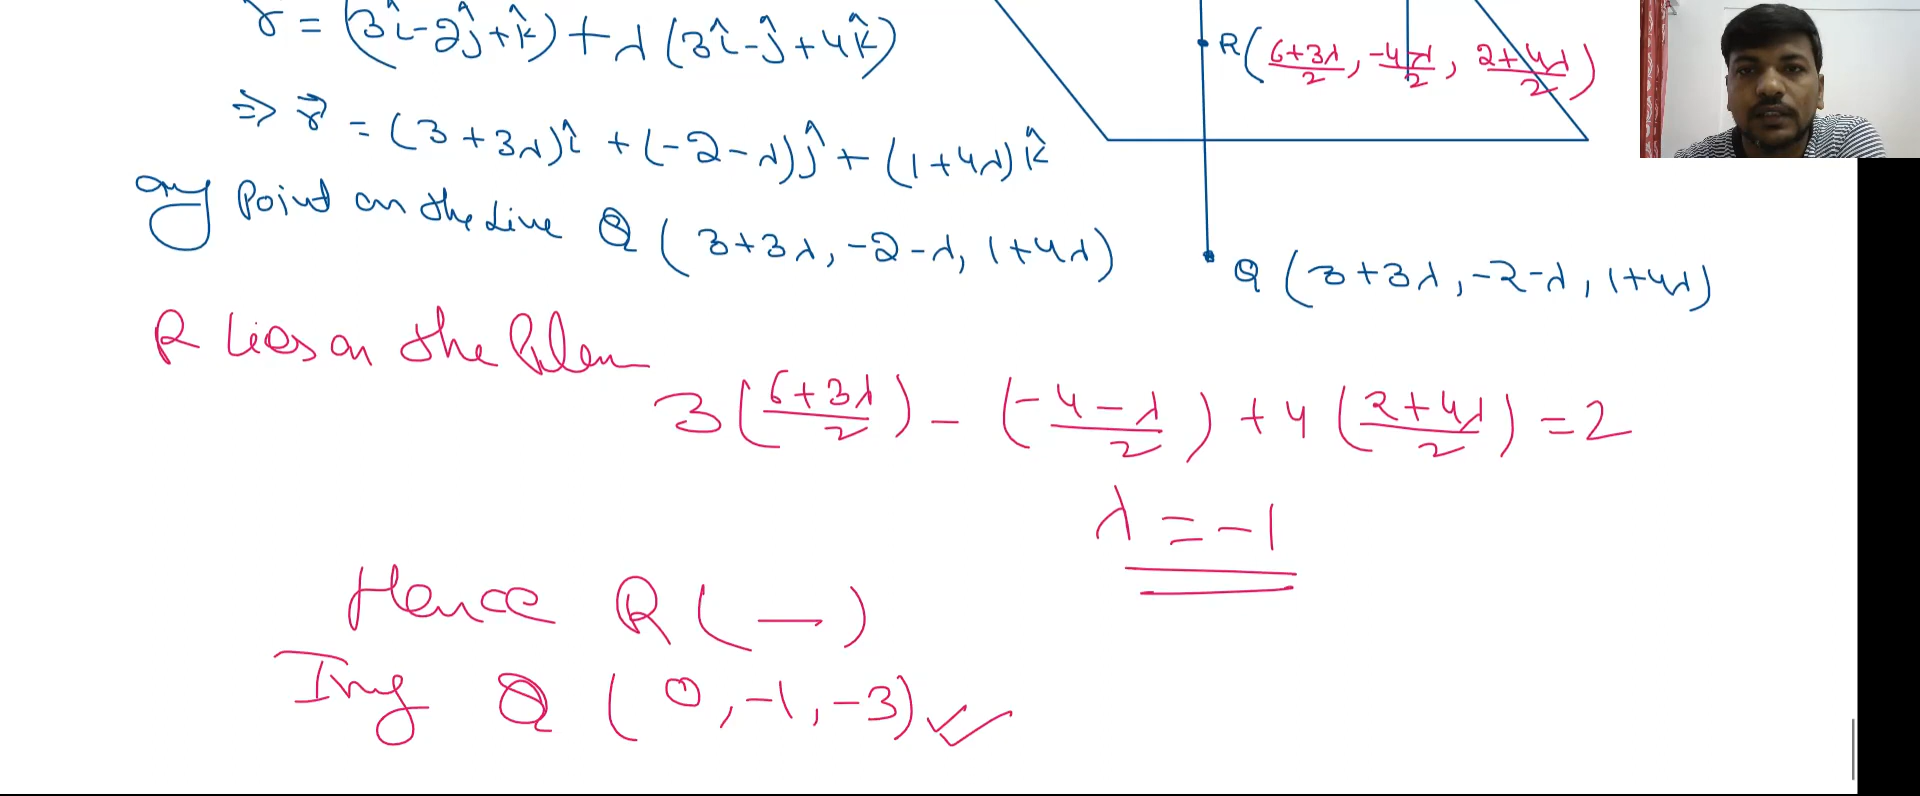 r = (3î-2ĵ+k̂)+λ(3î-ĵ+4k̂)
R(6+3λ/2, -4-λ/2, 2+4λ/2)
⇒ r⃗ = (3+3λ)î+(-2-λ)ĵ+(1+4λ)k̂
any Point on the Line Q (3+3λ, -2-λ, 1+4λ)
Q (3+3λ, -2-λ, 1+4λ)
R Lies on the Plan
3(6+3λ/2) - (-4-λ/2) + 4(2+4λ/2) = 2
λ = -1
Hence R(—)
Img Q (0, -1, -3)